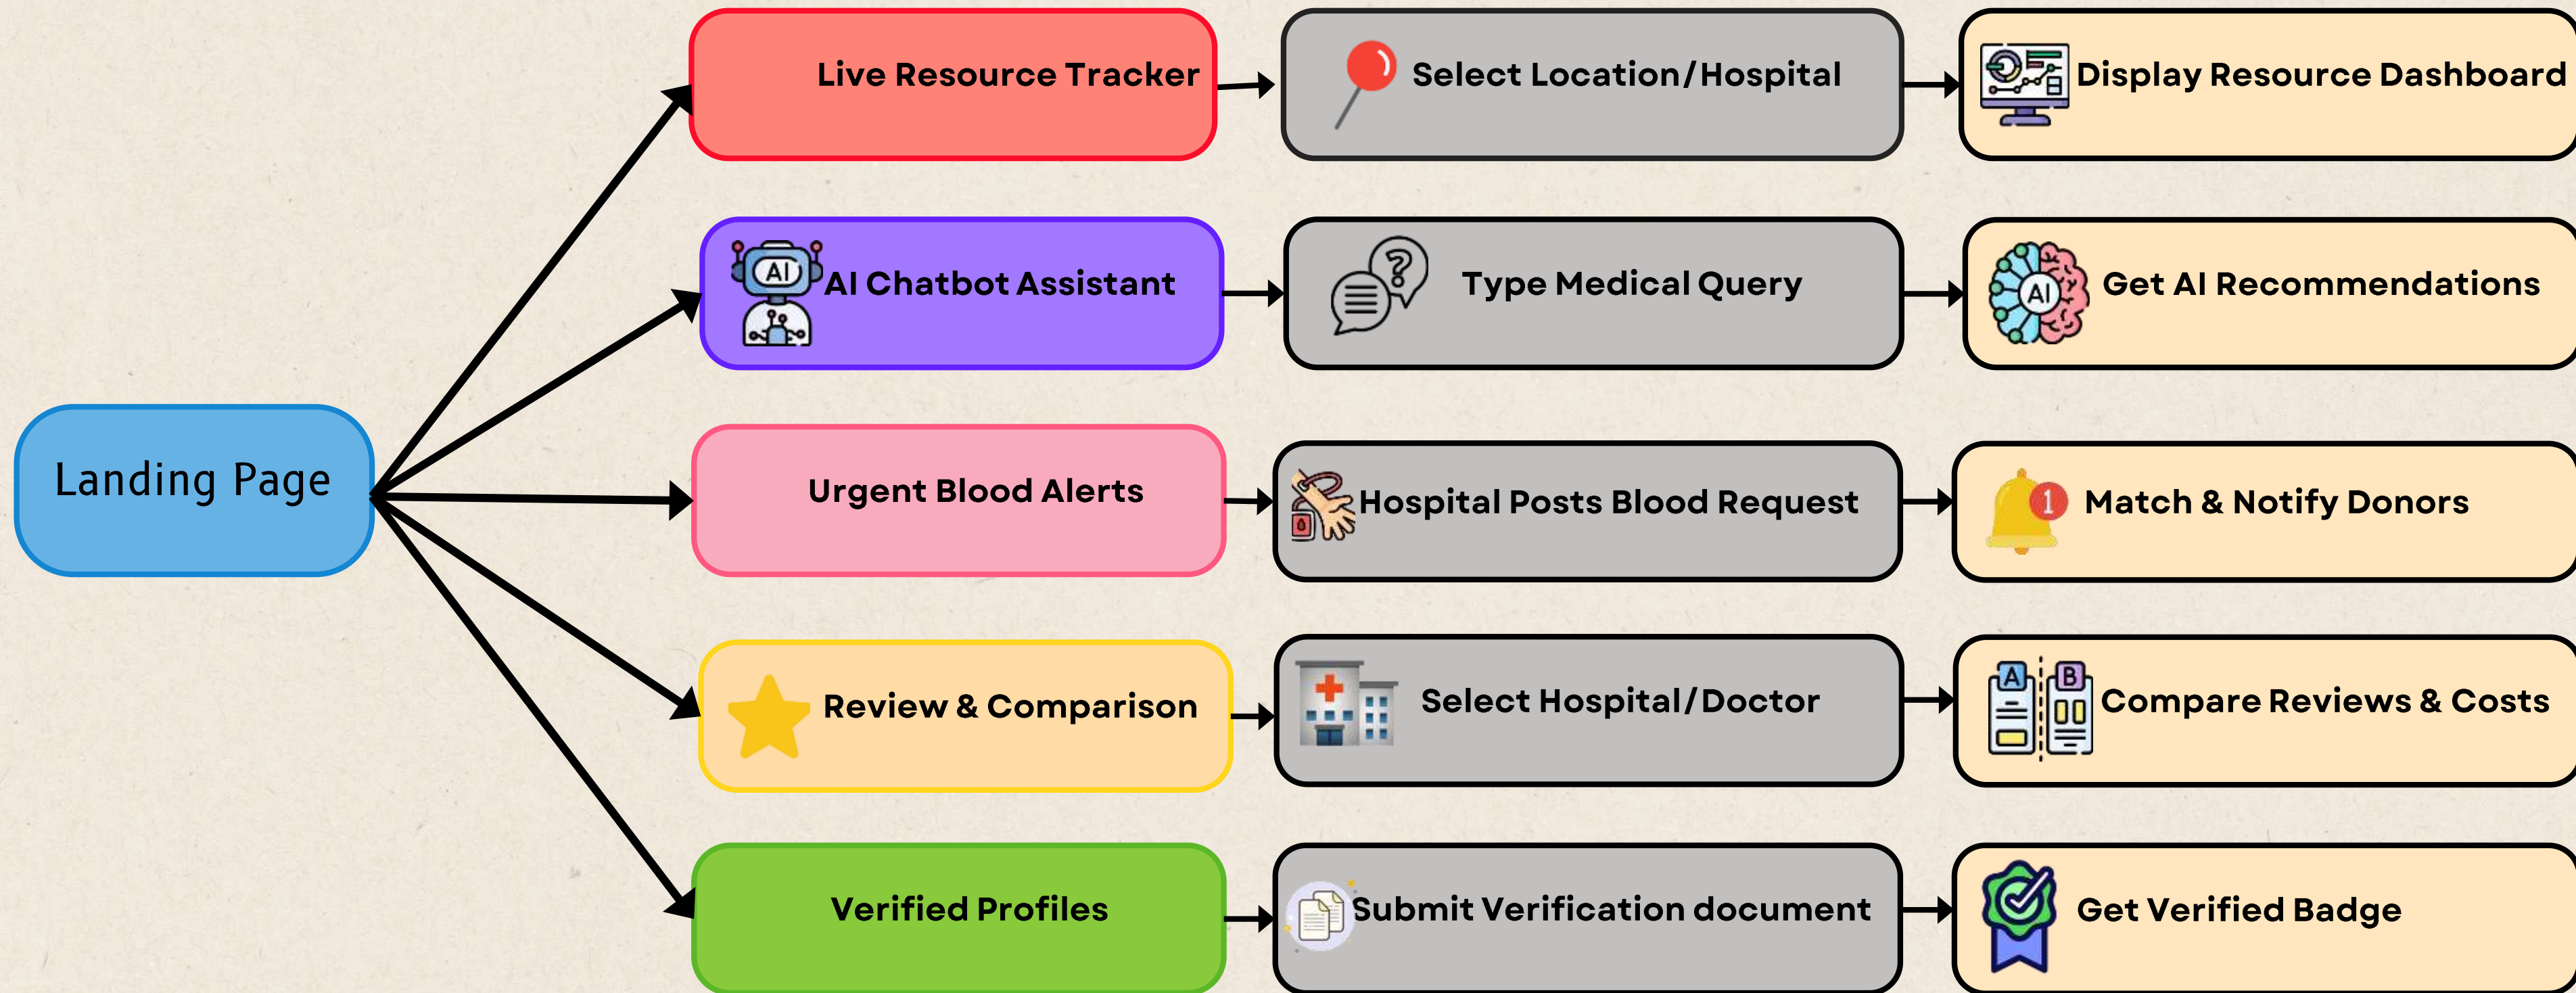 Live Resource Tracker
Select Location/Hospital
Display Resource Dashboard
AI
AI Chatbot Assistant
?
Type Medical Query
AI
Get AI Recommendations
Landing Page
Urgent Blood Alerts
Hospital Posts Blood Request
1
Match & Notify Donors
Review & Comparison
Select Hospital/Doctor
A
B
Compare Reviews & Costs
Verified Profiles
Submit Verification document
Get Verified Badge